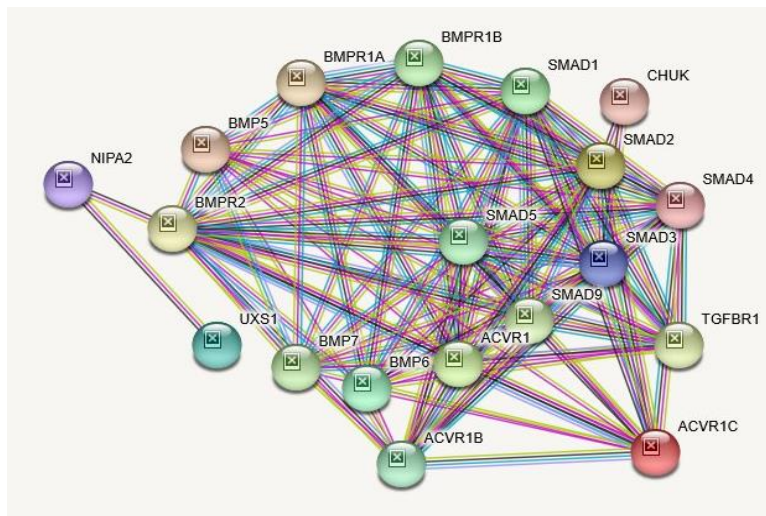 BMPR1B
BMPR1A
SMAD1
CHUK
BMP5
SMAD2
NIPA2
SMAD4
BMPR2
SMAD5
SMAD3
SMAD9
UXS1
TGFBR1
BMP7
ACVR1
BMP6
ACVR1C
ACVR1B